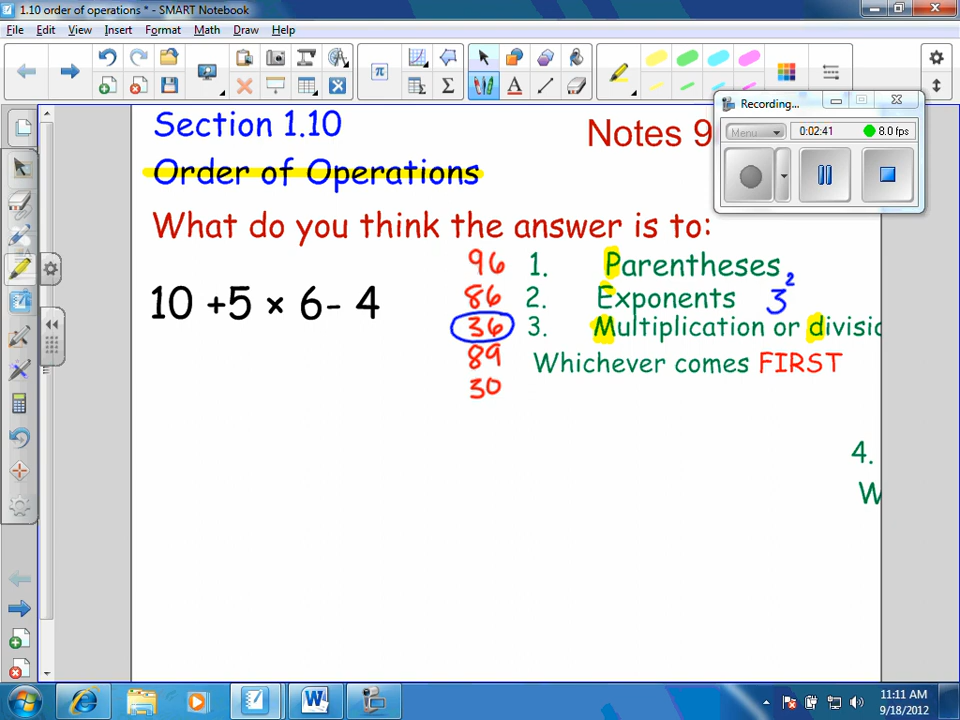 1.10 order of operations * - SMART Notebook
File Edit View Insert Format Math Draw Help
Recording...
Menu 0:02:41 8.0 fps
Section 1.10
Notes 9
Order of Operations
What do you think the answer is to:
10 +5 × 6- 4
96
86
36
89
30
1. Parentheses
2. Exponents 3²
3. Multiplication or divisio
Whichever comes FIRST
4.
W
11:11 AM
9/18/2012